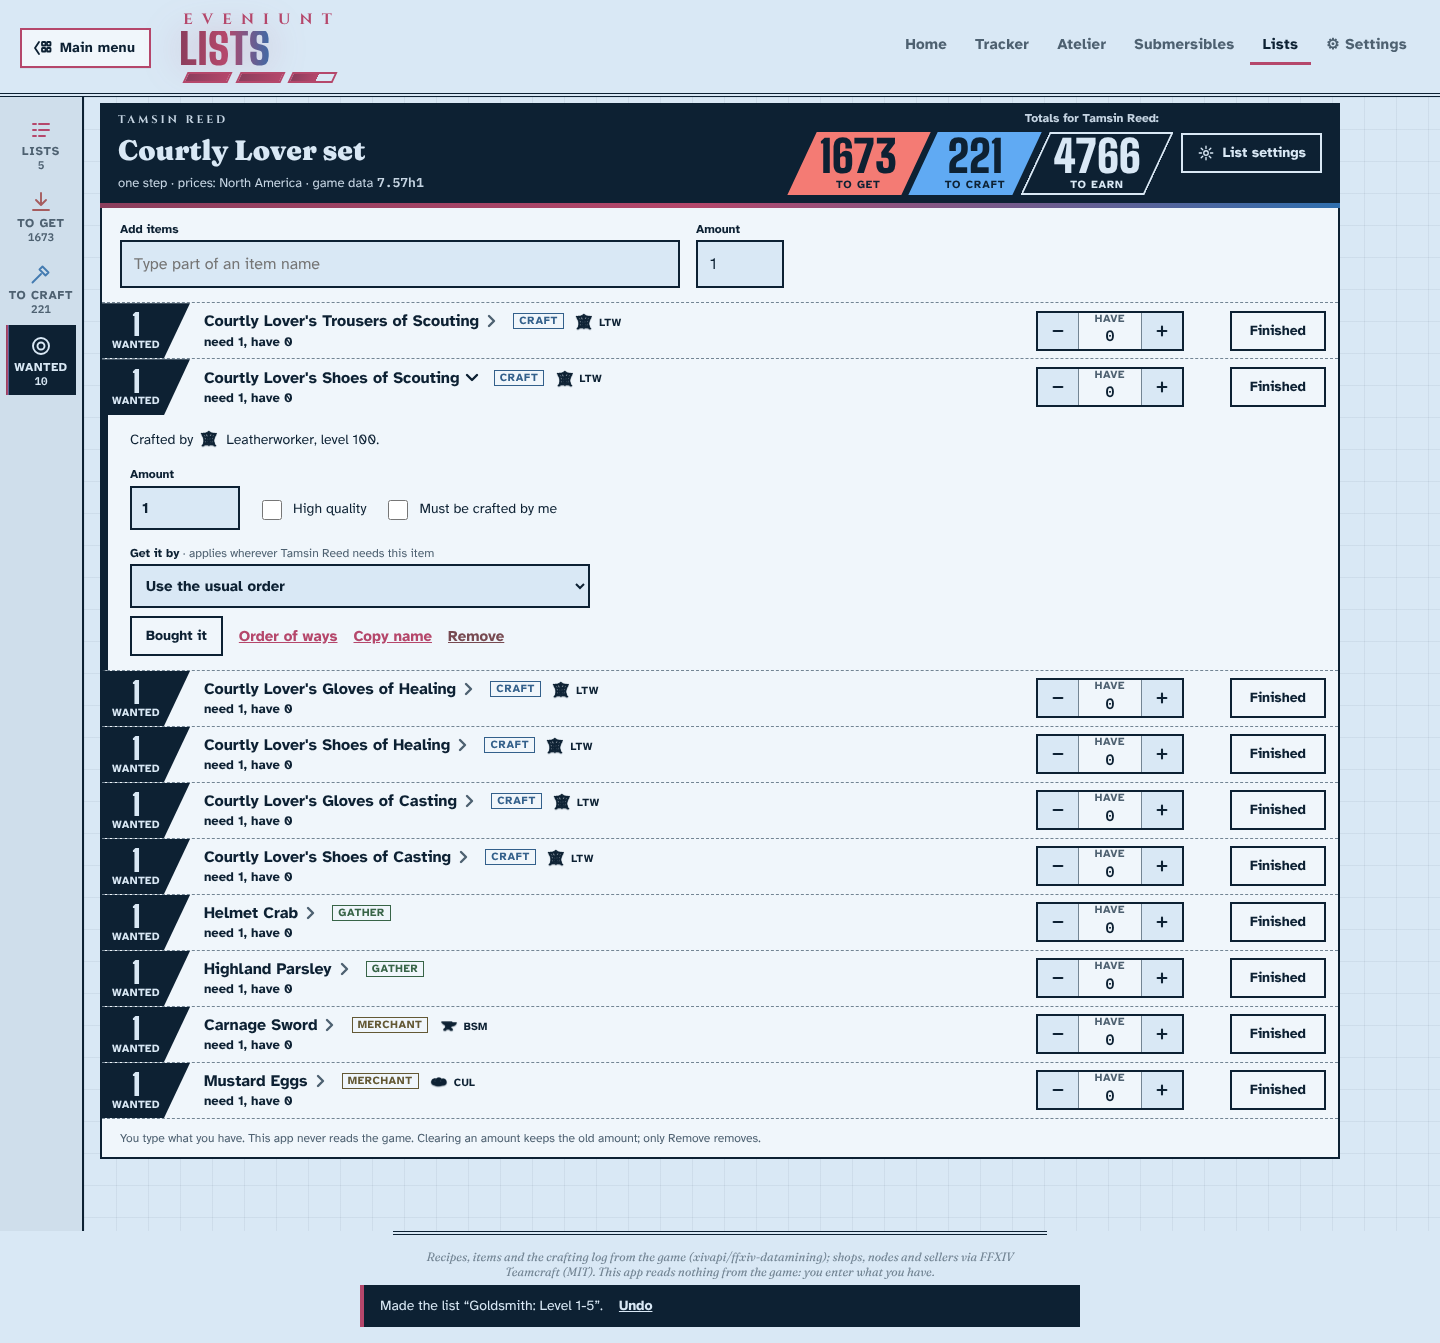 Main menu
EVENIUNT
LISTS
Home
Tracker
Atelier
Submersibles
Lists
Settings
LISTS
5
TO GET
1673
TO CRAFT
221
WANTED
10
TAMSIN REED
Courtly Lover set
one step · prices: North America · game data 7.57h1
Totals for Tamsin Reed:
1673
TO GET
221
TO CRAFT
4766
TO EARN
List settings
Add items
Type part of an item name
Amount
1
1
WANTED
Courtly Lover's Trousers of Scouting
CRAFT
LTW
need 1, have 0
−
HAVE
0
+
Finished
1
WANTED
Courtly Lover's Shoes of Scouting
CRAFT
LTW
need 1, have 0
−
HAVE
0
+
Finished
Crafted by Leatherworker, level 100.
Amount
1
High quality
Must be crafted by me
Get it by · applies wherever Tamsin Reed needs this item
Use the usual order
Bought it
Order of ways
Copy name
Remove
1
WANTED
Courtly Lover's Gloves of Healing
CRAFT
LTW
need 1, have 0
−
HAVE
0
+
Finished
1
WANTED
Courtly Lover's Shoes of Healing
CRAFT
LTW
need 1, have 0
−
HAVE
0
+
Finished
1
WANTED
Courtly Lover's Gloves of Casting
CRAFT
LTW
need 1, have 0
−
HAVE
0
+
Finished
1
WANTED
Courtly Lover's Shoes of Casting
CRAFT
LTW
need 1, have 0
−
HAVE
0
+
Finished
1
WANTED
Helmet Crab
GATHER
need 1, have 0
−
HAVE
0
+
Finished
1
WANTED
Highland Parsley
GATHER
need 1, have 0
−
HAVE
0
+
Finished
1
WANTED
Carnage Sword
MERCHANT
BSM
need 1, have 0
−
HAVE
0
+
Finished
1
WANTED
Mustard Eggs
MERCHANT
CUL
need 1, have 0
−
HAVE
0
+
Finished
You type what you have. This app never reads the game. Clearing an amount keeps the old amount; only Remove removes.
Recipes, items and the crafting log from the game (xivapi/ffxiv-datamining); shops, nodes and sellers via FFXIV
Teamcraft (MIT). This app reads nothing from the game: you enter what you have.
Made the list “Goldsmith: Level 1-5”. Undo